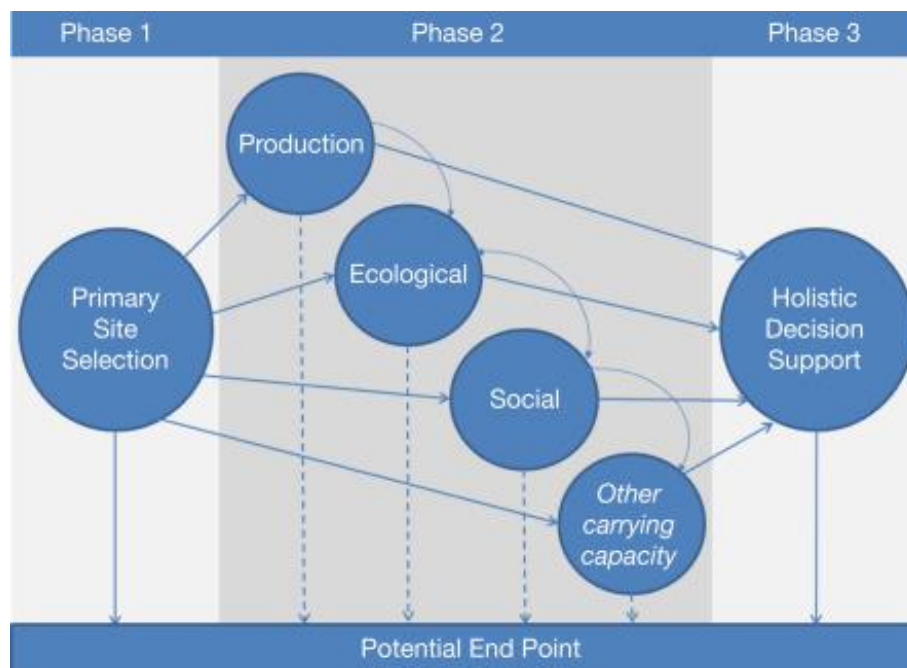 Phase 1
Phase 2
Phase 3
Production
Ecological
Primary
Site
Selection
Holistic
Decision
Support
Social
Other
carrying
capacity
Potential End Point